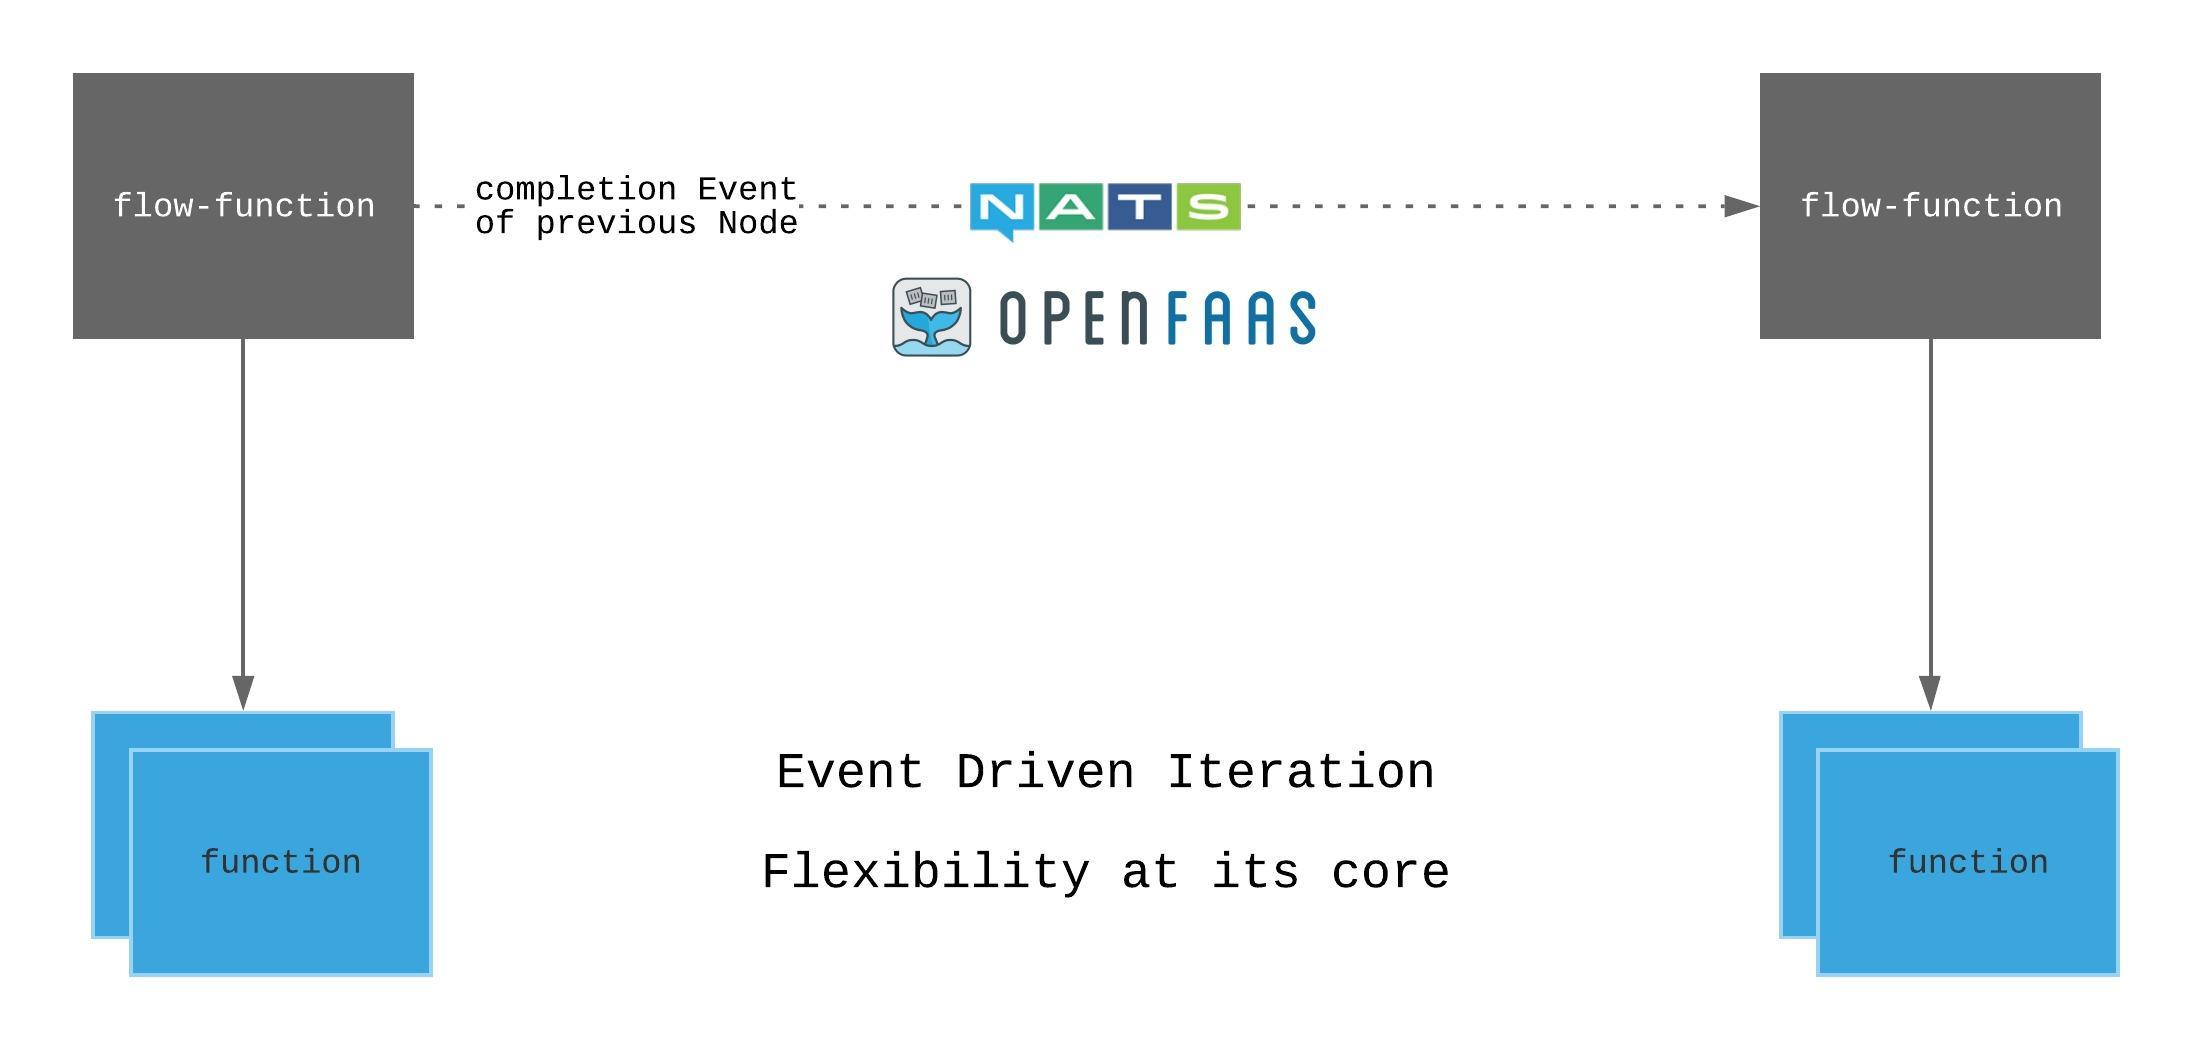 flow-function
completion Event
of previous Node
NATS
flow-function
OPENFAAS
function
Event Driven Iteration
Flexibility at its core
function